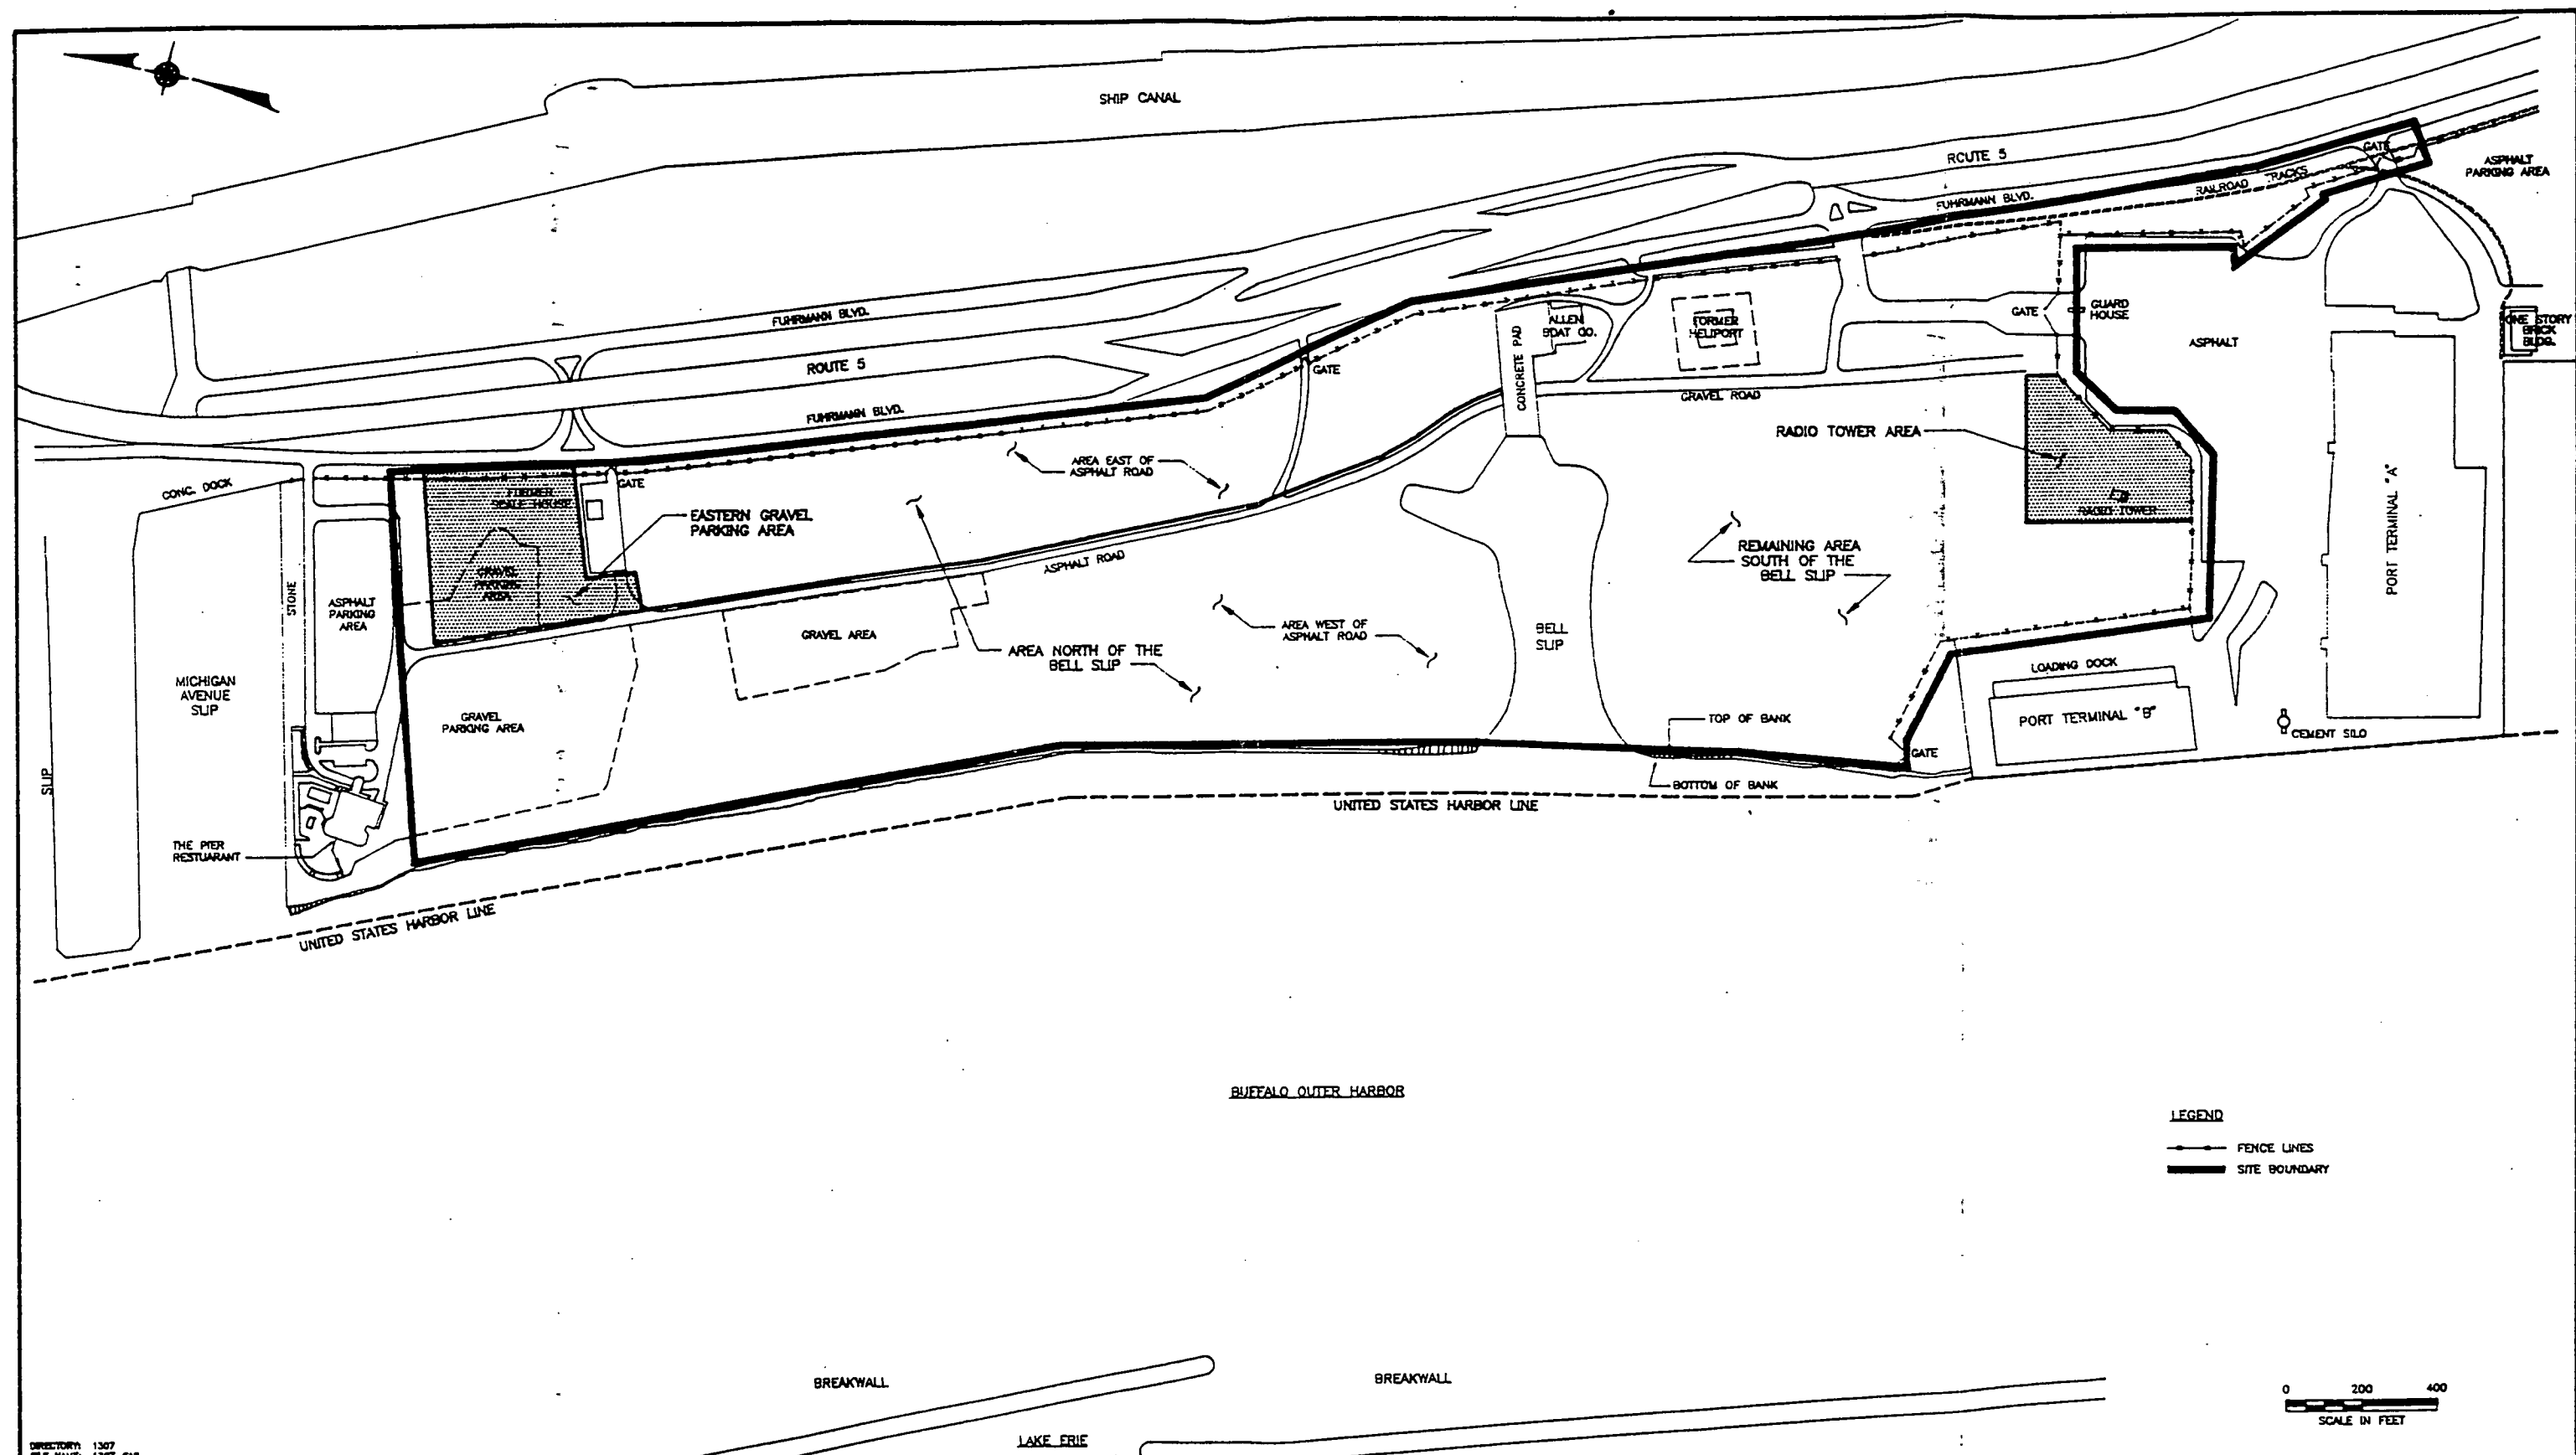 SHIP CANAL
ROUTE 5
GATE
ASPHALT
PARKING AREA
RAILROAD TRACKS
FUHRMANN BLVD.
FUHRMANN BLVD.
ROUTE 5
FUHRMANN BLVD.
GATE
CONCRETE PAD
ALLEN
BOAT CO.
FORMER
HELIPORT
GATE
GUARD
HOUSE
ASPHALT
ONE STORY
BRICK
BLDG.
GRAVEL ROAD
RADIO TOWER AREA
RADIO TOWER
PORT TERMINAL "A"
CONC. DOCK
FORMER
SCALE HOUSE
GATE
EASTERN GRAVEL
PARKING AREA
AREA EAST OF
ASPHALT ROAD
ASPHALT ROAD
GRAVEL
PARKING
AREA
STONE
ASPHALT
PARKING
AREA
GRAVEL AREA
AREA NORTH OF THE
BELL SLIP
AREA WEST OF
ASPHALT ROAD
BELL
SLIP
REMAINING AREA
SOUTH OF THE
BELL SLIP
MICHIGAN
AVENUE
SLIP
SLIP
GRAVEL
PARKING AREA
LOADING DOCK
PORT TERMINAL "B"
CEMENT SILO
TOP OF BANK
GATE
BOTTOM OF BANK
UNITED STATES HARBOR LINE
THE PIER
RESTUARANT
UNITED STATES HARBOR LINE
BUFFALO OUTER HARBOR
LEGEND
FENCE LINES
SITE BOUNDARY
BREAKWALL
BREAKWALL
LAKE ERIE
0 200 400
SCALE IN FEET
DIRECTORY: 1307